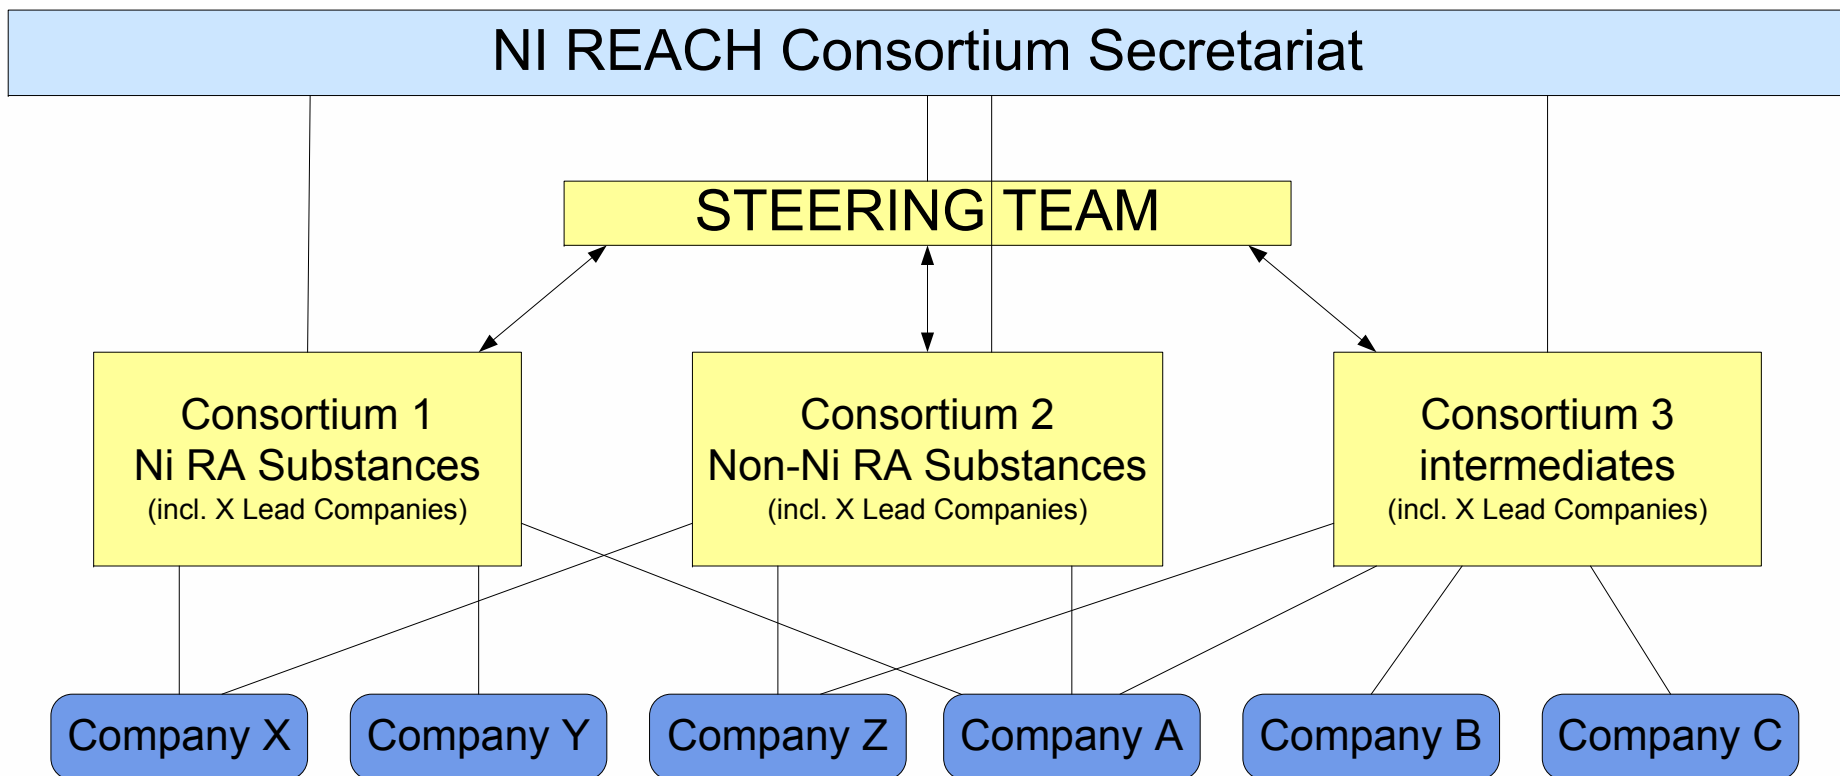 NI REACH Consortium Secretariat
STEERING TEAM
Consortium 1
Ni RA Substances
(incl. X Lead Companies)
Consortium 2
Non-Ni RA Substances
(incl. X Lead Companies)
Consortium 3
intermediates
(incl. X Lead Companies)
Company X
Company Y
Company Z
Company A
Company B
Company C